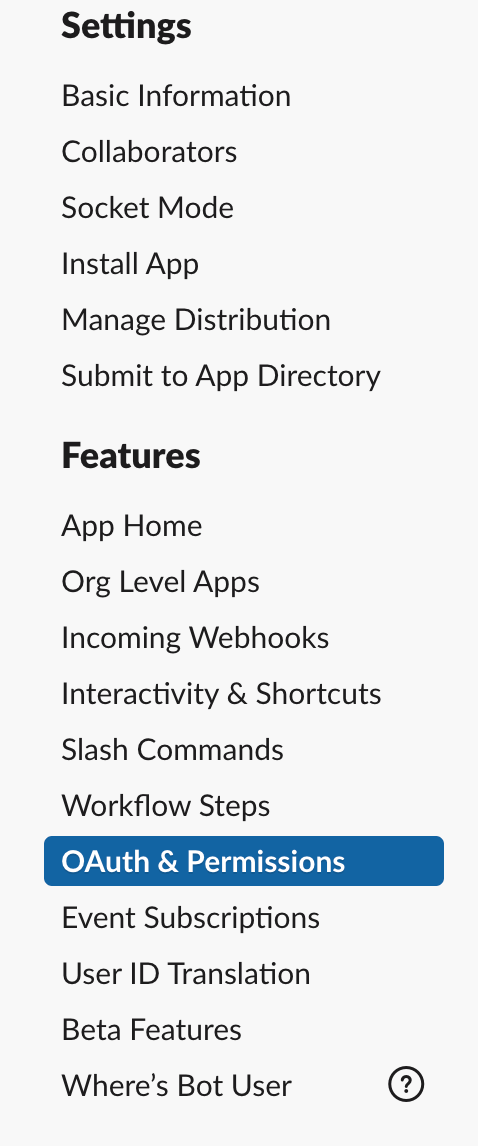 Settings
Basic Information
Collaborators
Socket Mode
Install App
Manage Distribution
Submit to App Directory
Features
App Home
Org Level Apps
Incoming Webhooks
Interactivity & Shortcuts
Slash Commands
Workflow Steps
OAuth & Permissions
Event Subscriptions
User ID Translation
Beta Features
Where’s Bot User ?